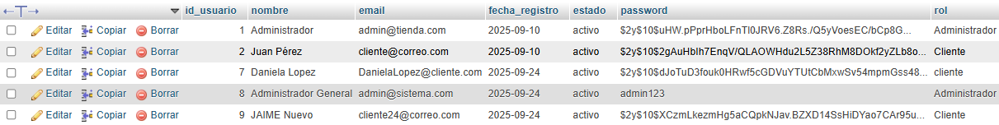 id_usuario nombre email fecha_registro estado password rol
Editar Copiar Borrar 1 Administrador admin@tienda.com 2025-09-10 activo $2y$10$uHW.pPprHboLFnTI0JRV6.Z8Rs./Q5yVoesEC/bCp8G... Administrador
Editar Copiar Borrar 2 Juan Pérez cliente@correo.com 2025-09-10 activo $2y$10$2gAuHblh7EnqV/QLAOWHdu2L5Z38RhM8DOkf2yZLb8o... Cliente
Editar Copiar Borrar 7 Daniela Lopez DanielaLopez@cliente.com 2025-09-24 activo $2y$10$dJoTuD3fouk0HRwf5cGDVuYTUtCbMxwSv54mpmGss48... cliente
Editar Copiar Borrar 8 Administrador General admin@sistema.com 2025-09-24 activo admin123 Administrador
Editar Copiar Borrar 9 JAIME Nuevo cliente24@correo.com 2025-09-24 activo $2y$10$XCzmLkezmHg5aCQpkNJav.BZXD14SsHiDYao7CAr95u... Cliente